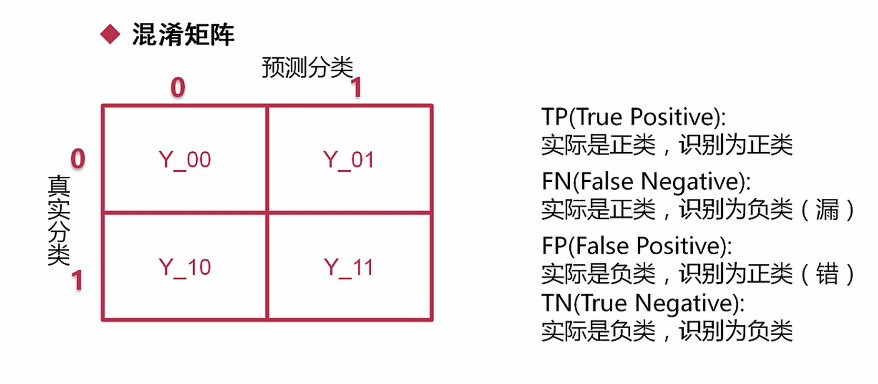 混淆矩阵
预测分类
0 1
0 Y_00 Y_01
真实分类
1 Y_10 Y_11
TP(True Positive):
实际是正类，识别为正类
FN(False Negative):
实际是正类，识别为负类（漏）
FP(False Positive):
实际是负类，识别为正类（错）
TN(True Negative):
实际是负类，识别为负类